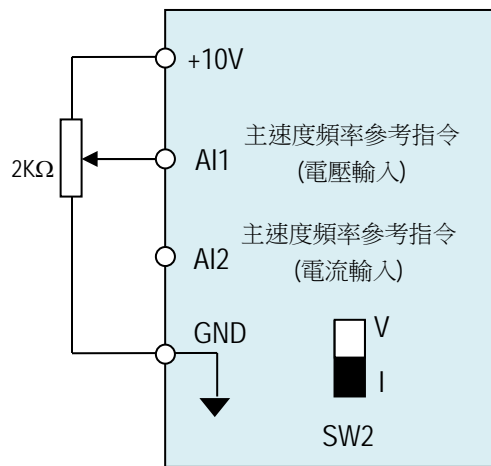 +10V
主速度頻率參考指令
(電壓輸入)
2KΩ
AI1
主速度頻率參考指令
(電流輸入)
AI2
GND
V
I
SW2